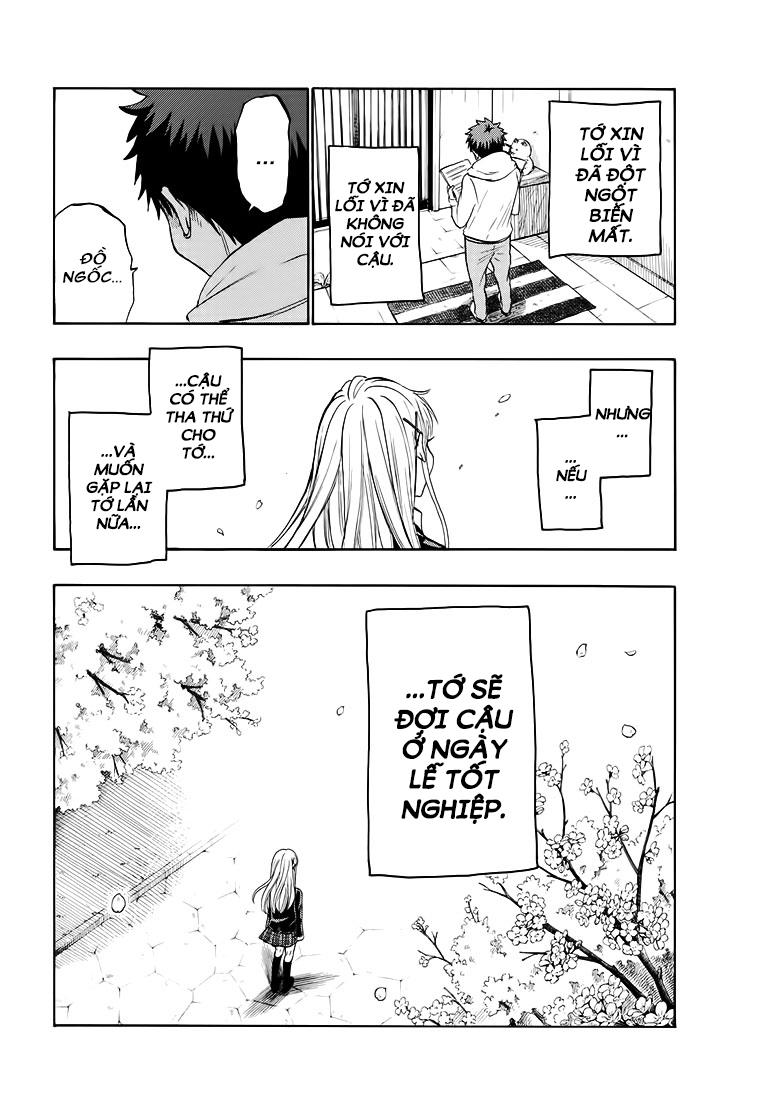 TỚ XIN
LỖI VÌ
ĐÃ ĐỘT
NGỘT
BIẾN
MẤT.
TỚ XIN
LỖI VÌ ĐÃ
KHÔNG
NÓI VỚI
CẬU.
...
ĐỒ
NGỐC...
NHƯNG
...
...
NẾU
...
...CẬU
CÓ THỂ
THA THỨ
CHO
TỚ...
...VÀ
MUỐN
GẶP LẠI
TỚ LẦN
NỮA...
...TỚ SẼ
ĐỢI CẬU
Ở NGÀY
LỄ TỐT
NGHIỆP.